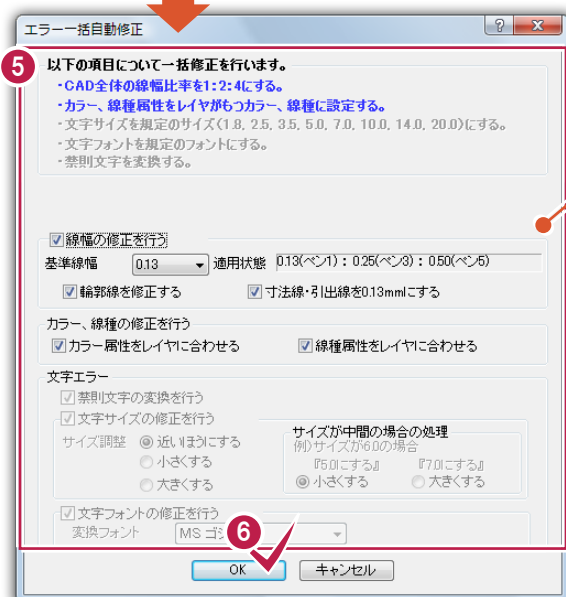 エラー一括自動修正
5
以下の項目について一括修正を行います。
・CAD全体の線幅比率を1:2:4にする。
・カラー、線種属性をレイヤがもつカラー、線種に設定する。
・文字サイズを規定のサイズ(1.8, 2.5, 3.5, 5.0, 7.0, 10.0, 14.0, 20.0)にする。
・文字フォントを規定のフォントにする。
・禁則文字を変換する。
線幅の修正を行う
基準線幅 0.13 適用状態 0.13(ペン1) : 0.25(ペン3) : 0.50(ペン5)
輪郭線を修正する 寸法線・引出線を0.13mmにする
カラー、線種の修正を行う
カラー属性をレイヤに合わせる 線種属性をレイヤに合わせる
文字エラー
禁則文字の変換を行う
文字サイズの修正を行う
サイズ調整 近いほうにする
小さくする
大きくする
サイズが中間の場合の処理
例)サイズが6.0の場合
『5.0にする』 『7.0にする』
小さくする 大きくする
文字フォントの修正を行う
変換フォント MS ゴシ
6
OK キャンセル